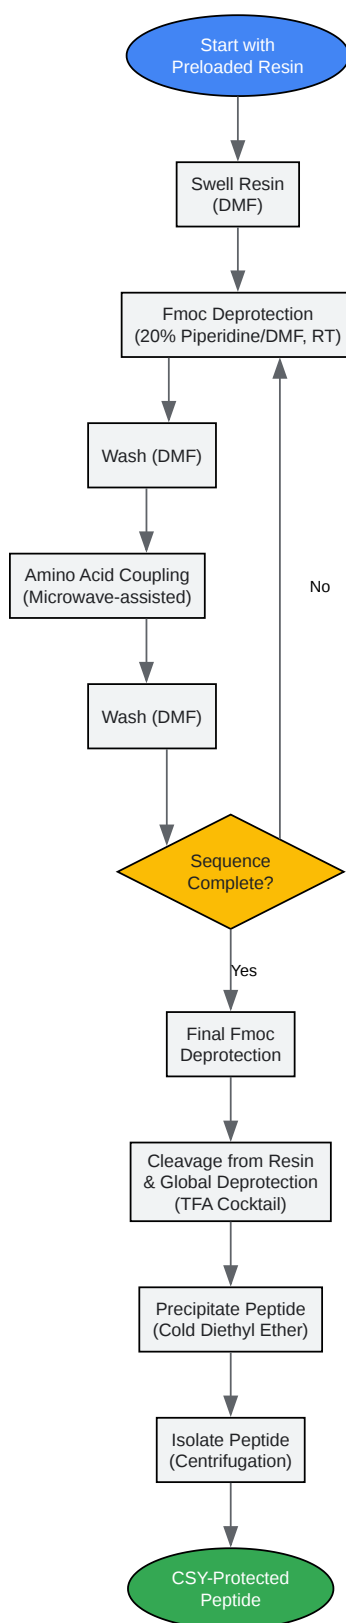 Start with
Preloaded Resin
Swell Resin
(DMF)
Fmoc Deprotection
(20% Piperidine/DMF, RT)
Wash (DMF)
Amino Acid Coupling
(Microwave-assisted)
No
Wash (DMF)
Sequence
Complete?
Yes
Final Fmoc
Deprotection
Cleavage from Resin
& Global Deprotection
(TFA Cocktail)
Precipitate Peptide
(Cold Diethyl Ether)
Isolate Peptide
(Centrifugation)
CSY-Protected
Peptide